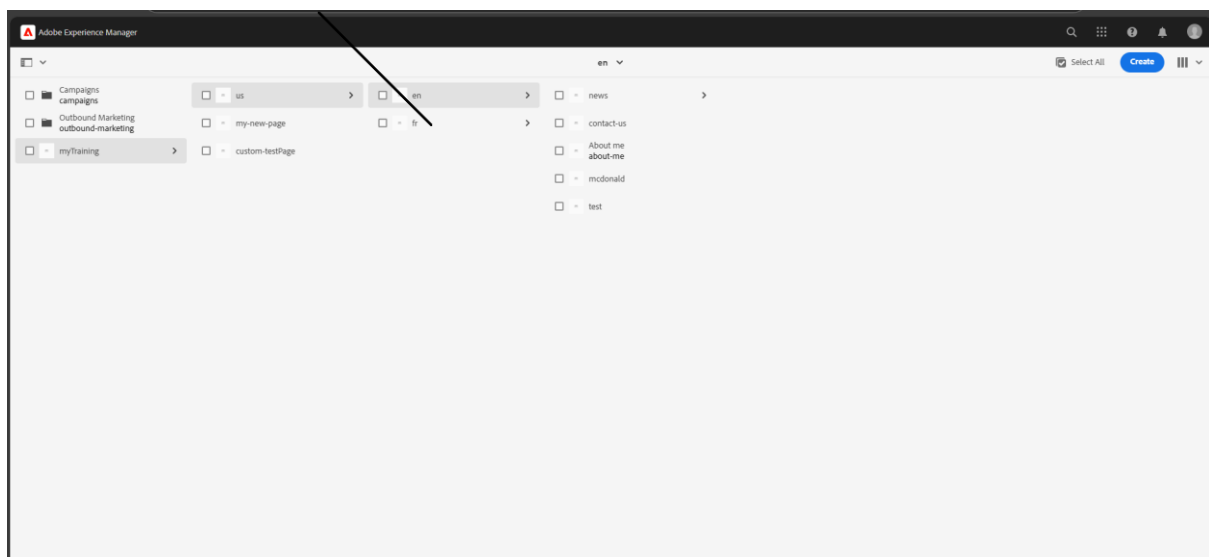 Adobe Experience Manager
en
Select All
Create
Campaigns
campaigns
Outbound Marketing
outbound-marketing
myTraining
us
my-new-page
custom-testPage
en
fr
news
contact-us
About me
about-me
mcdonald
test